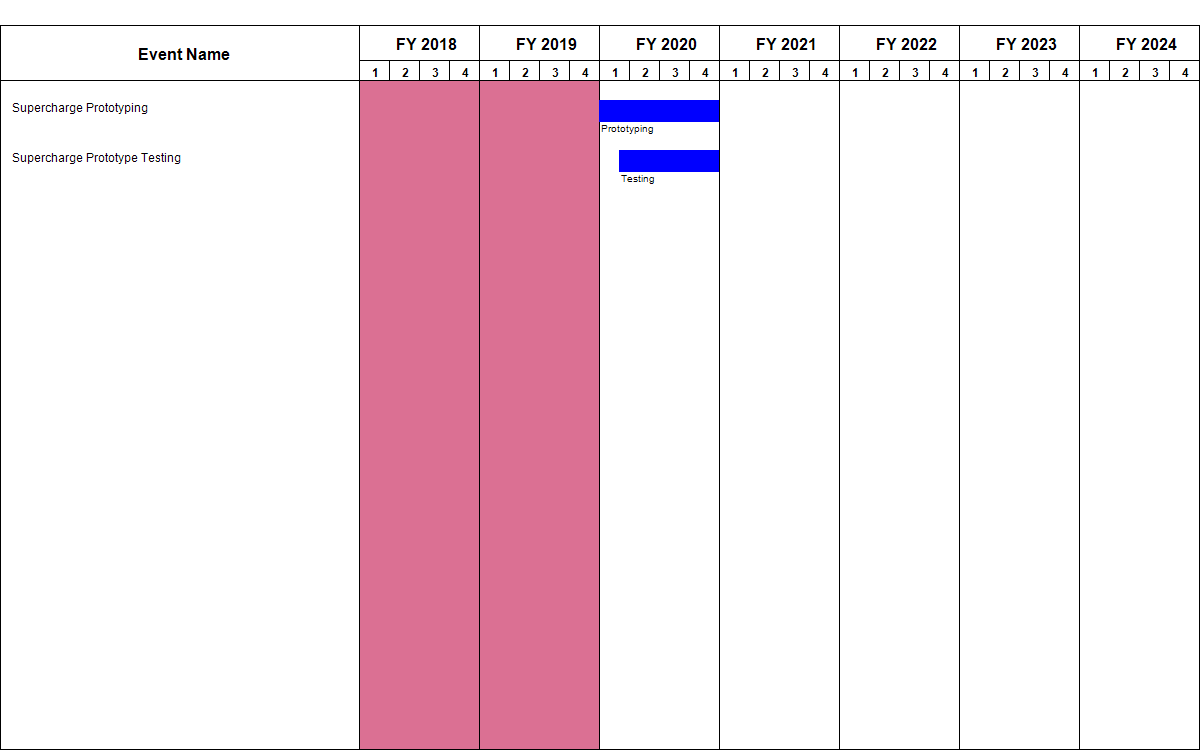 Event Name
FY 2018 FY 2019 FY 2020 FY 2021 FY 2022 FY 2023 FY 2024
1 2 3 4 1 2 3 4 1 2 3 4 1 2 3 4 1 2 3 4 1 2 3 4 1 2 3 4
Supercharge Prototyping
Prototyping
Supercharge Prototype Testing
Testing